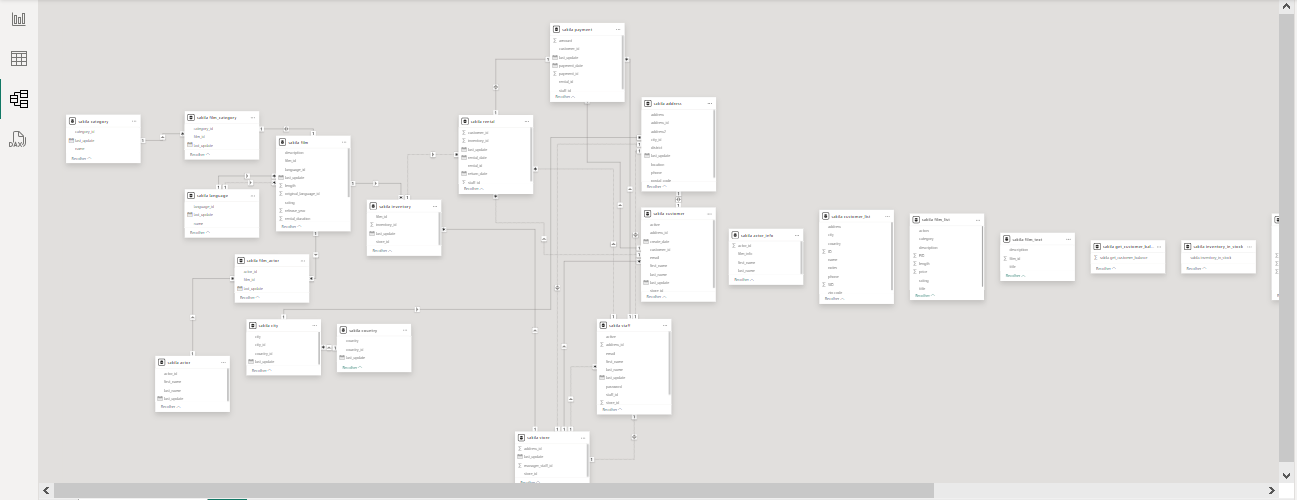 DAX
sakila payment
amount
customer_id
last_update
payment_date
payment_id
rental_id
staff_id
sakila category
category_id
last_update
name
sakila film_category
category_id
film_id
last_update
sakila film
description
film_id
language_id
last_update
length
original_language_id
rating
release_year
rental_duration
sakila language
language_id
last_update
name
sakila rental
customer_id
inventory_id
last_update
rental_date
rental_id
return_date
staff_id
sakila address
address
address_id
address2
city_id
district
last_update
location
phone
postal_code
sakila inventory
film_id
inventory_id
last_update
store_id
sakila customer
active
address_id
create_date
customer_id
email
first_name
last_name
last_update
store_id
sakila actor_info
actor_id
film_info
first_name
last_name
sakila customer_list
address
city
country
ID
name
notes
phone
SID
zip code
sakila film_list
actors
category
description
FID
length
price
rating
title
sakila film_text
description
film_id
title
sakila get_customer_bal...
sakila get_customer_balance
sakila inventory_in_stock
sakila inventory_in_stock
sakila film_actor
actor_id
film_id
last_update
sakila city
city
city_id
country_id
last_update
sakila country
country
country_id
last_update
sakila actor
actor_id
first_name
last_name
last_update
sakila staff
active
address_id
email
first_name
last_name
last_update
password
staff_id
store_id
sakila store
address_id
last_update
manager_staff_id
store_id